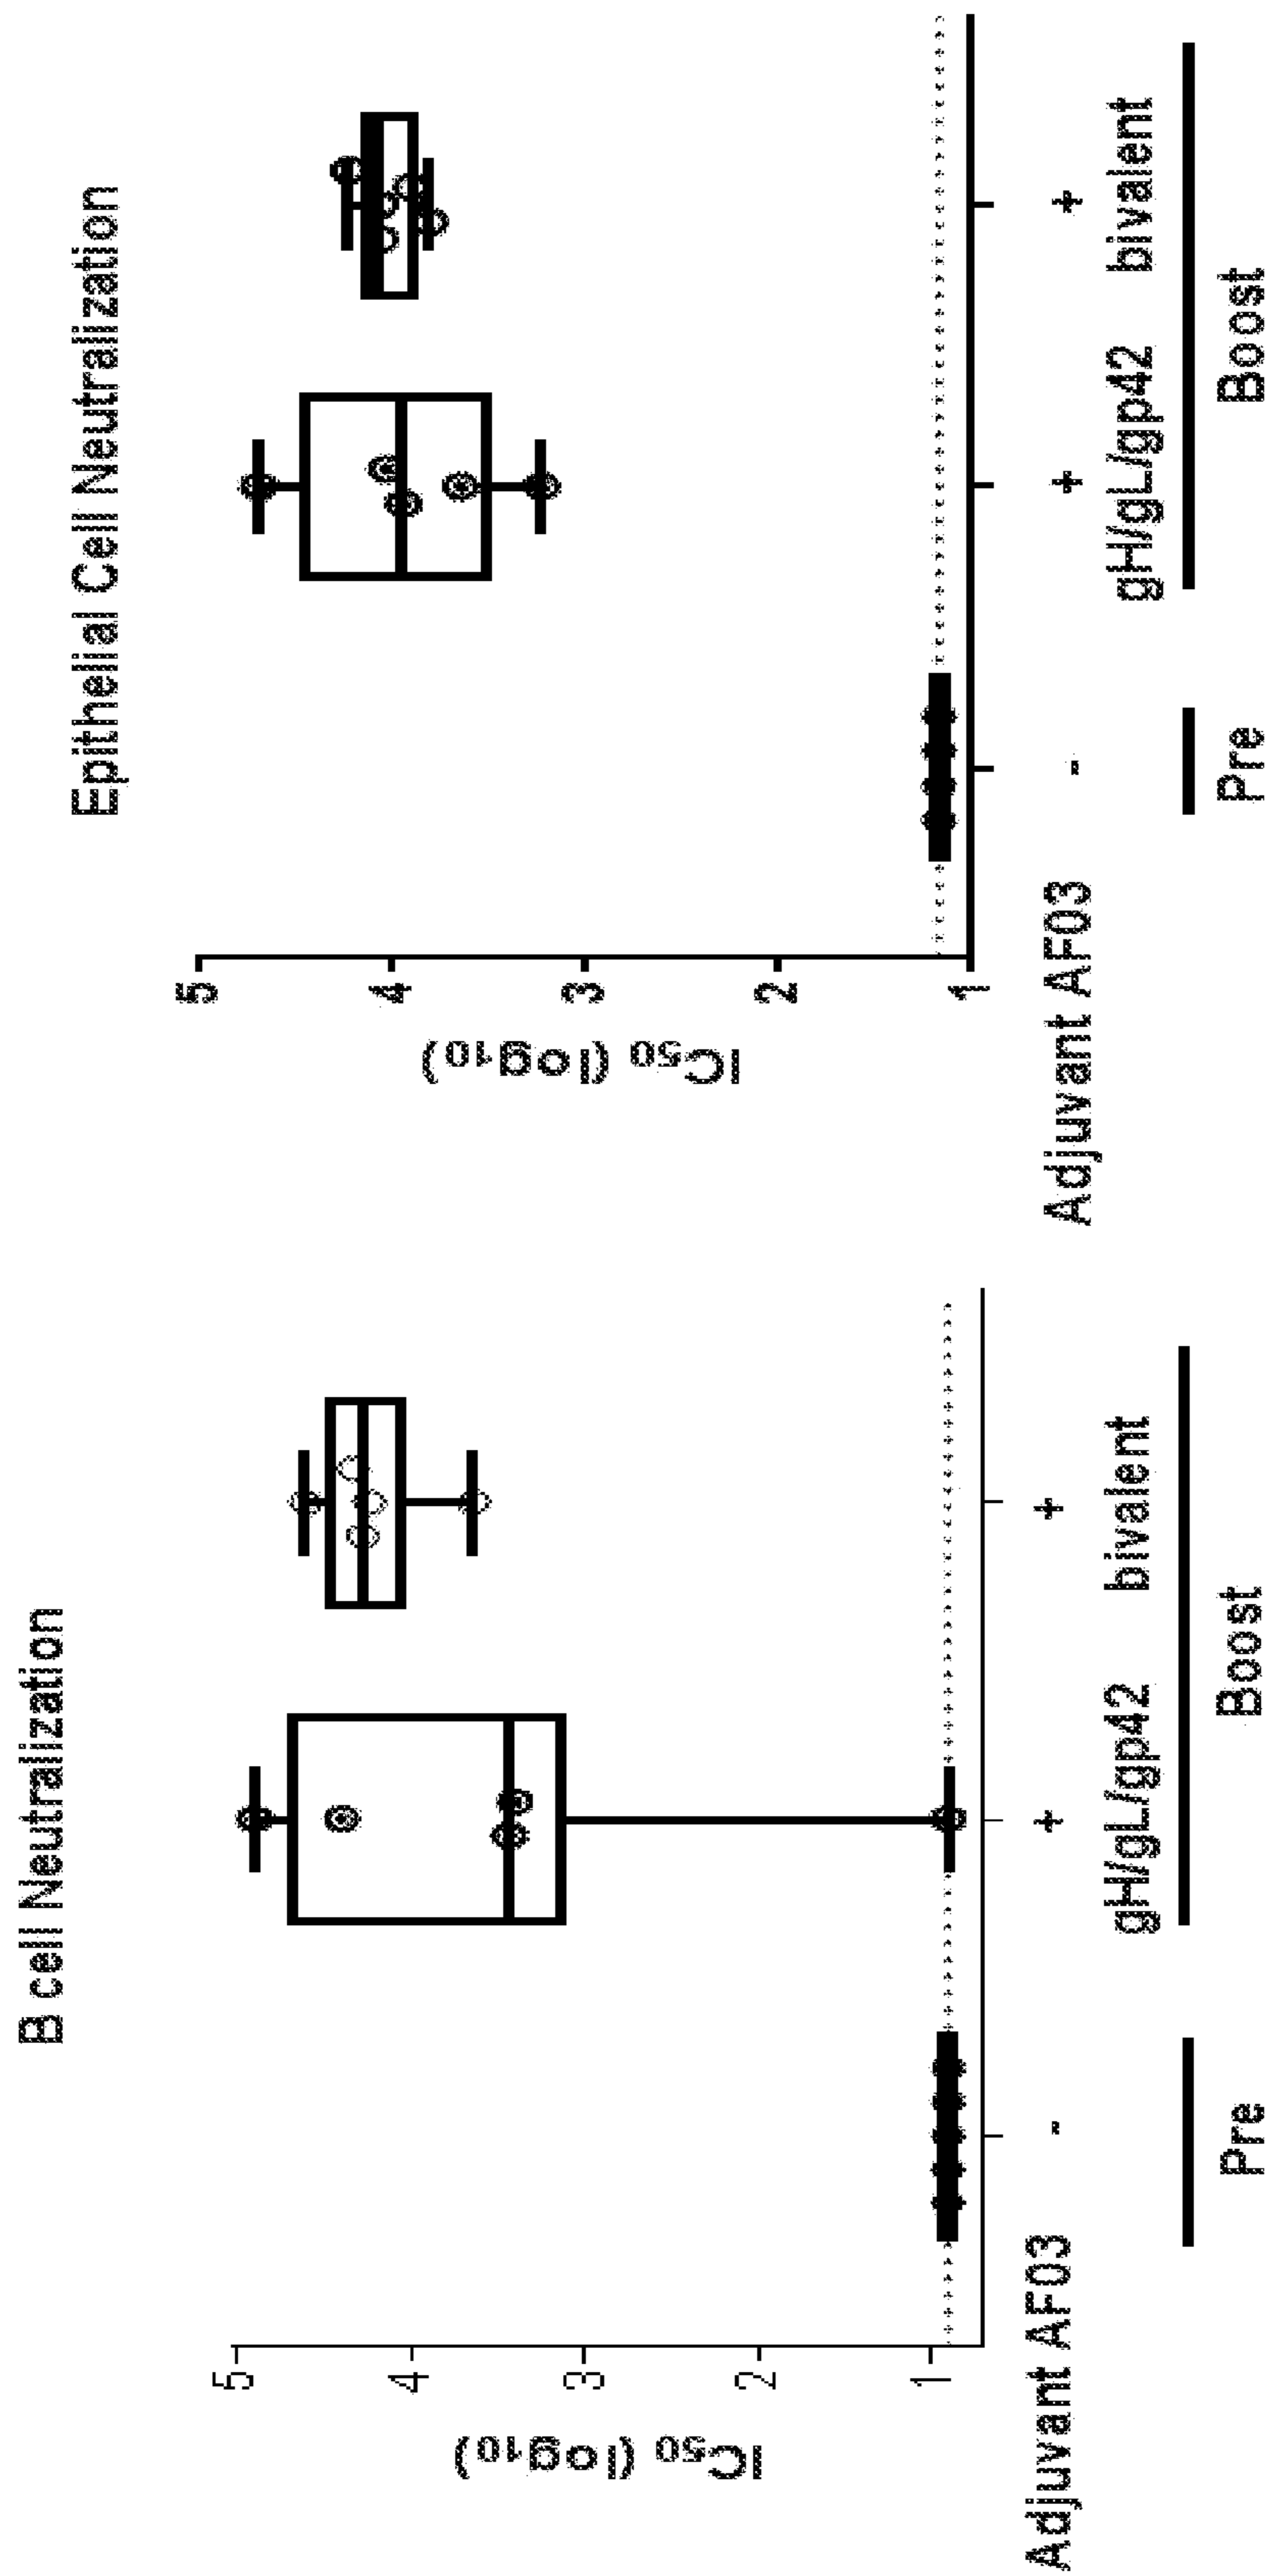 B cell Neutralization
IC50 (log10)
5
4
3
2
1
Adjuvant AF03
- + +
gH/gL/gp42 bivalent
Pre Boost
Epithelial Cell Neutralization
IC50 (log10)
5
4
3
2
1
Adjuvant AF03
- + +
gH/gL/gp42 bivalent
Pre Boost